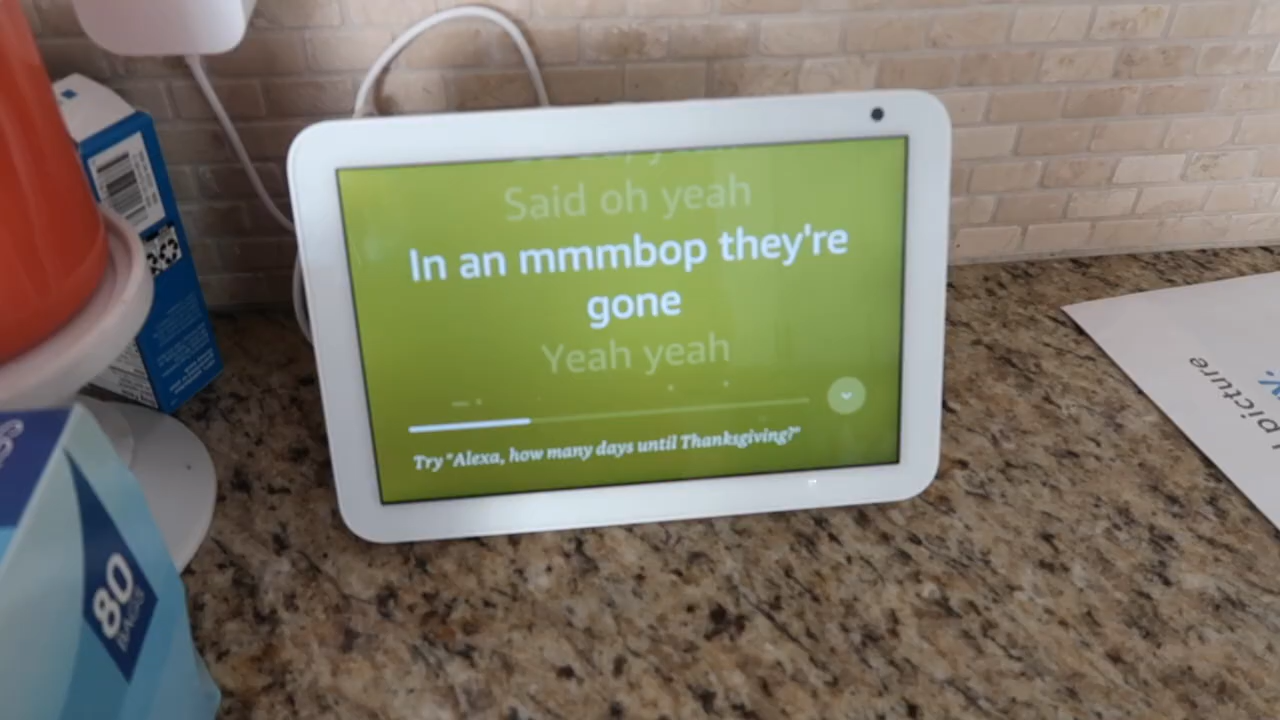 Said oh yeah
In an mmmbop they're
gone
Yeah yeah
Try "Alexa, how many days until Thanksgiving?"
80
BAGS
picture